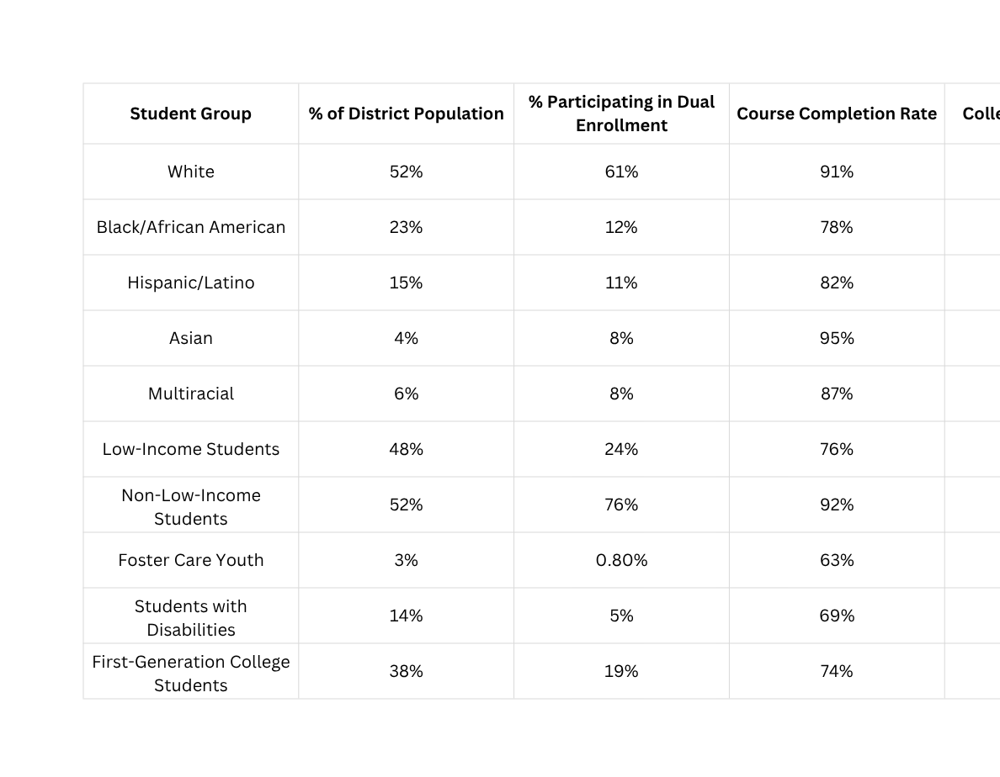 Student Group
% of District Population
% Participating in Dual
Enrollment
Course Completion Rate
White
52%
61%
91%
Black/African American
23%
12%
78%
Hispanic/Latino
15%
11%
82%
Asian
4%
8%
95%
Multiracial
6%
8%
87%
Low-Income Students
48%
24%
76%
Non-Low-Income
Students
52%
76%
92%
Foster Care Youth
3%
0.80%
63%
Students with
Disabilities
14%
5%
69%
First-Generation College
Students
38%
19%
74%